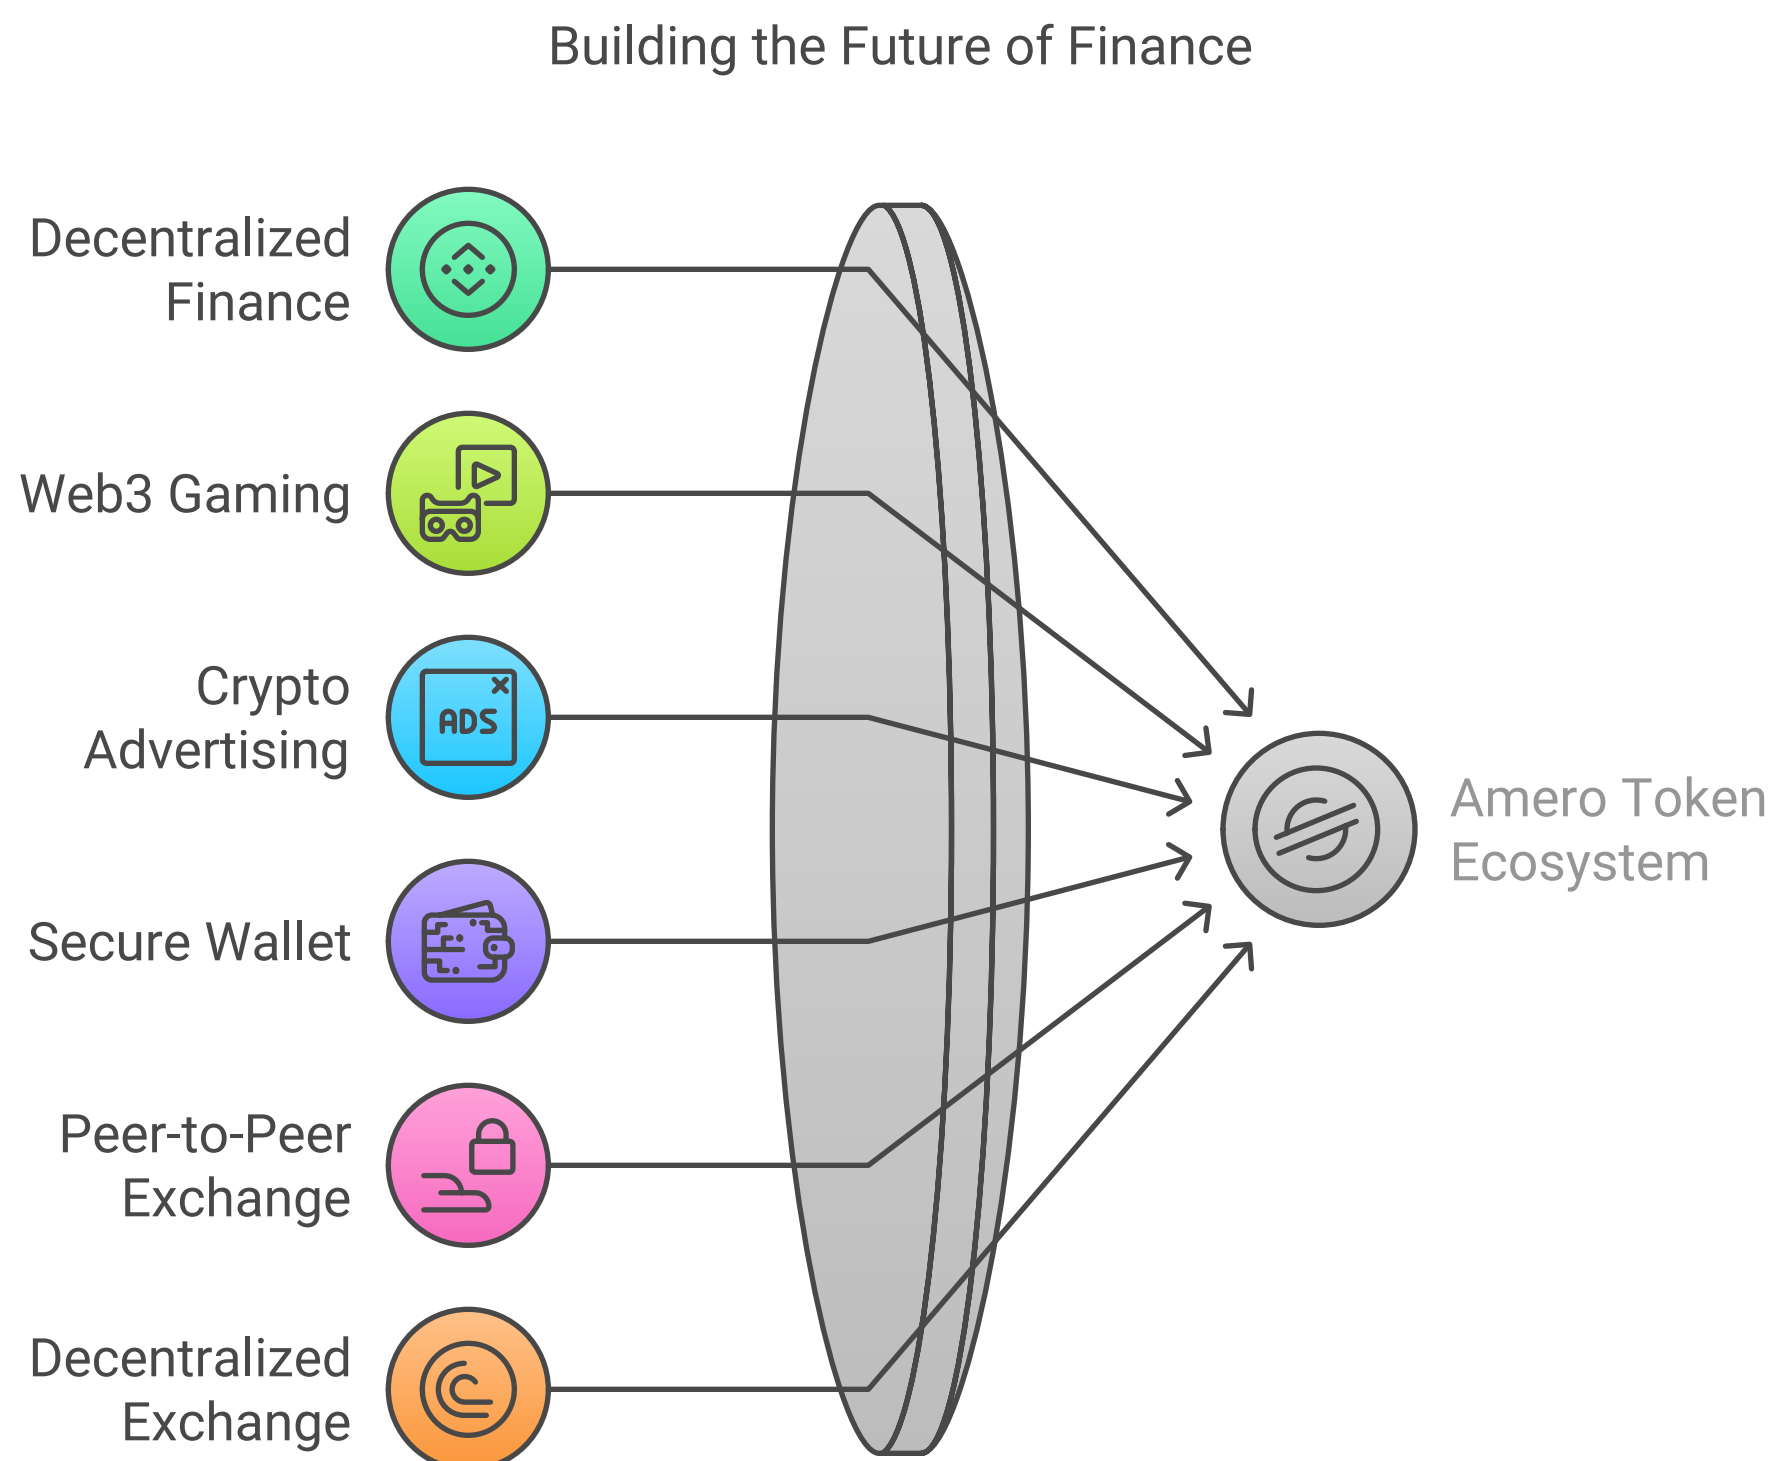 Building the Future of Finance
Decentralized
Finance
Web3 Gaming
Crypto
Advertising
ADS
Secure Wallet
Peer-to-Peer
Exchange
Decentralized
Exchange
Amero Token
Ecosystem